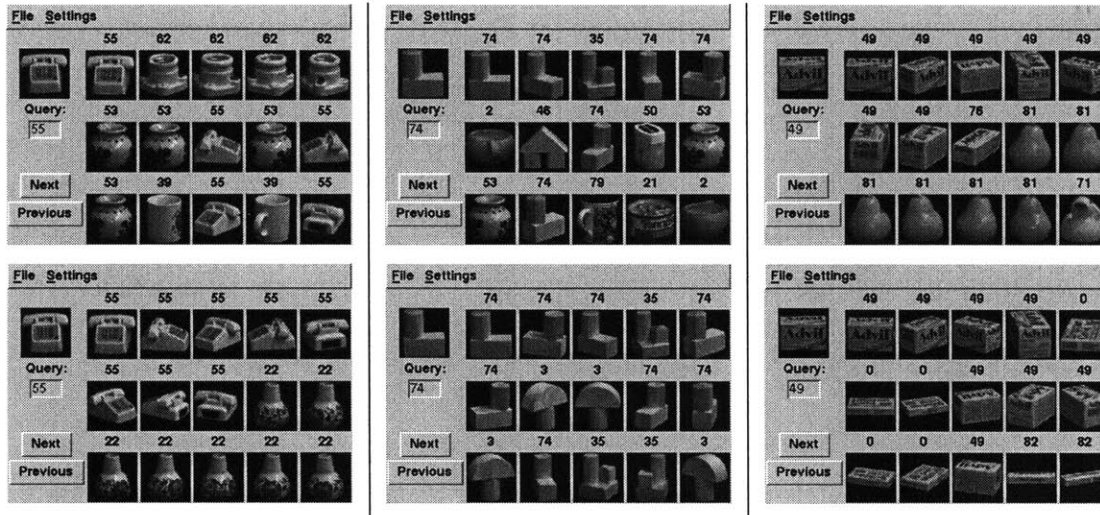 File Settings
55 62 62 62 62
Query:
55
53 53 55 53 55
Next
Previous
53 39 55 39 55
File Settings
74 74 35 74 74
Query:
74
2 46 74 50 53
Next
Previous
53 74 79 21 2
File Settings
49 49 49 49 49
Advil Advil
Query:
49
49 49 76 81 81
Next
Previous
81 81 81 81 71
File Settings
55 55 55 55 55
Query:
55
55 55 55 22 22
Next
Previous
22 22 22 22 22
File Settings
74 74 74 35 74
Query:
74
74 3 3 74 74
Next
Previous
3 74 35 35 3
File Settings
49 49 49 49 0
Advil Advil
Query:
49
0 0 49 49 49
Next
Previous
0 0 49 82 82